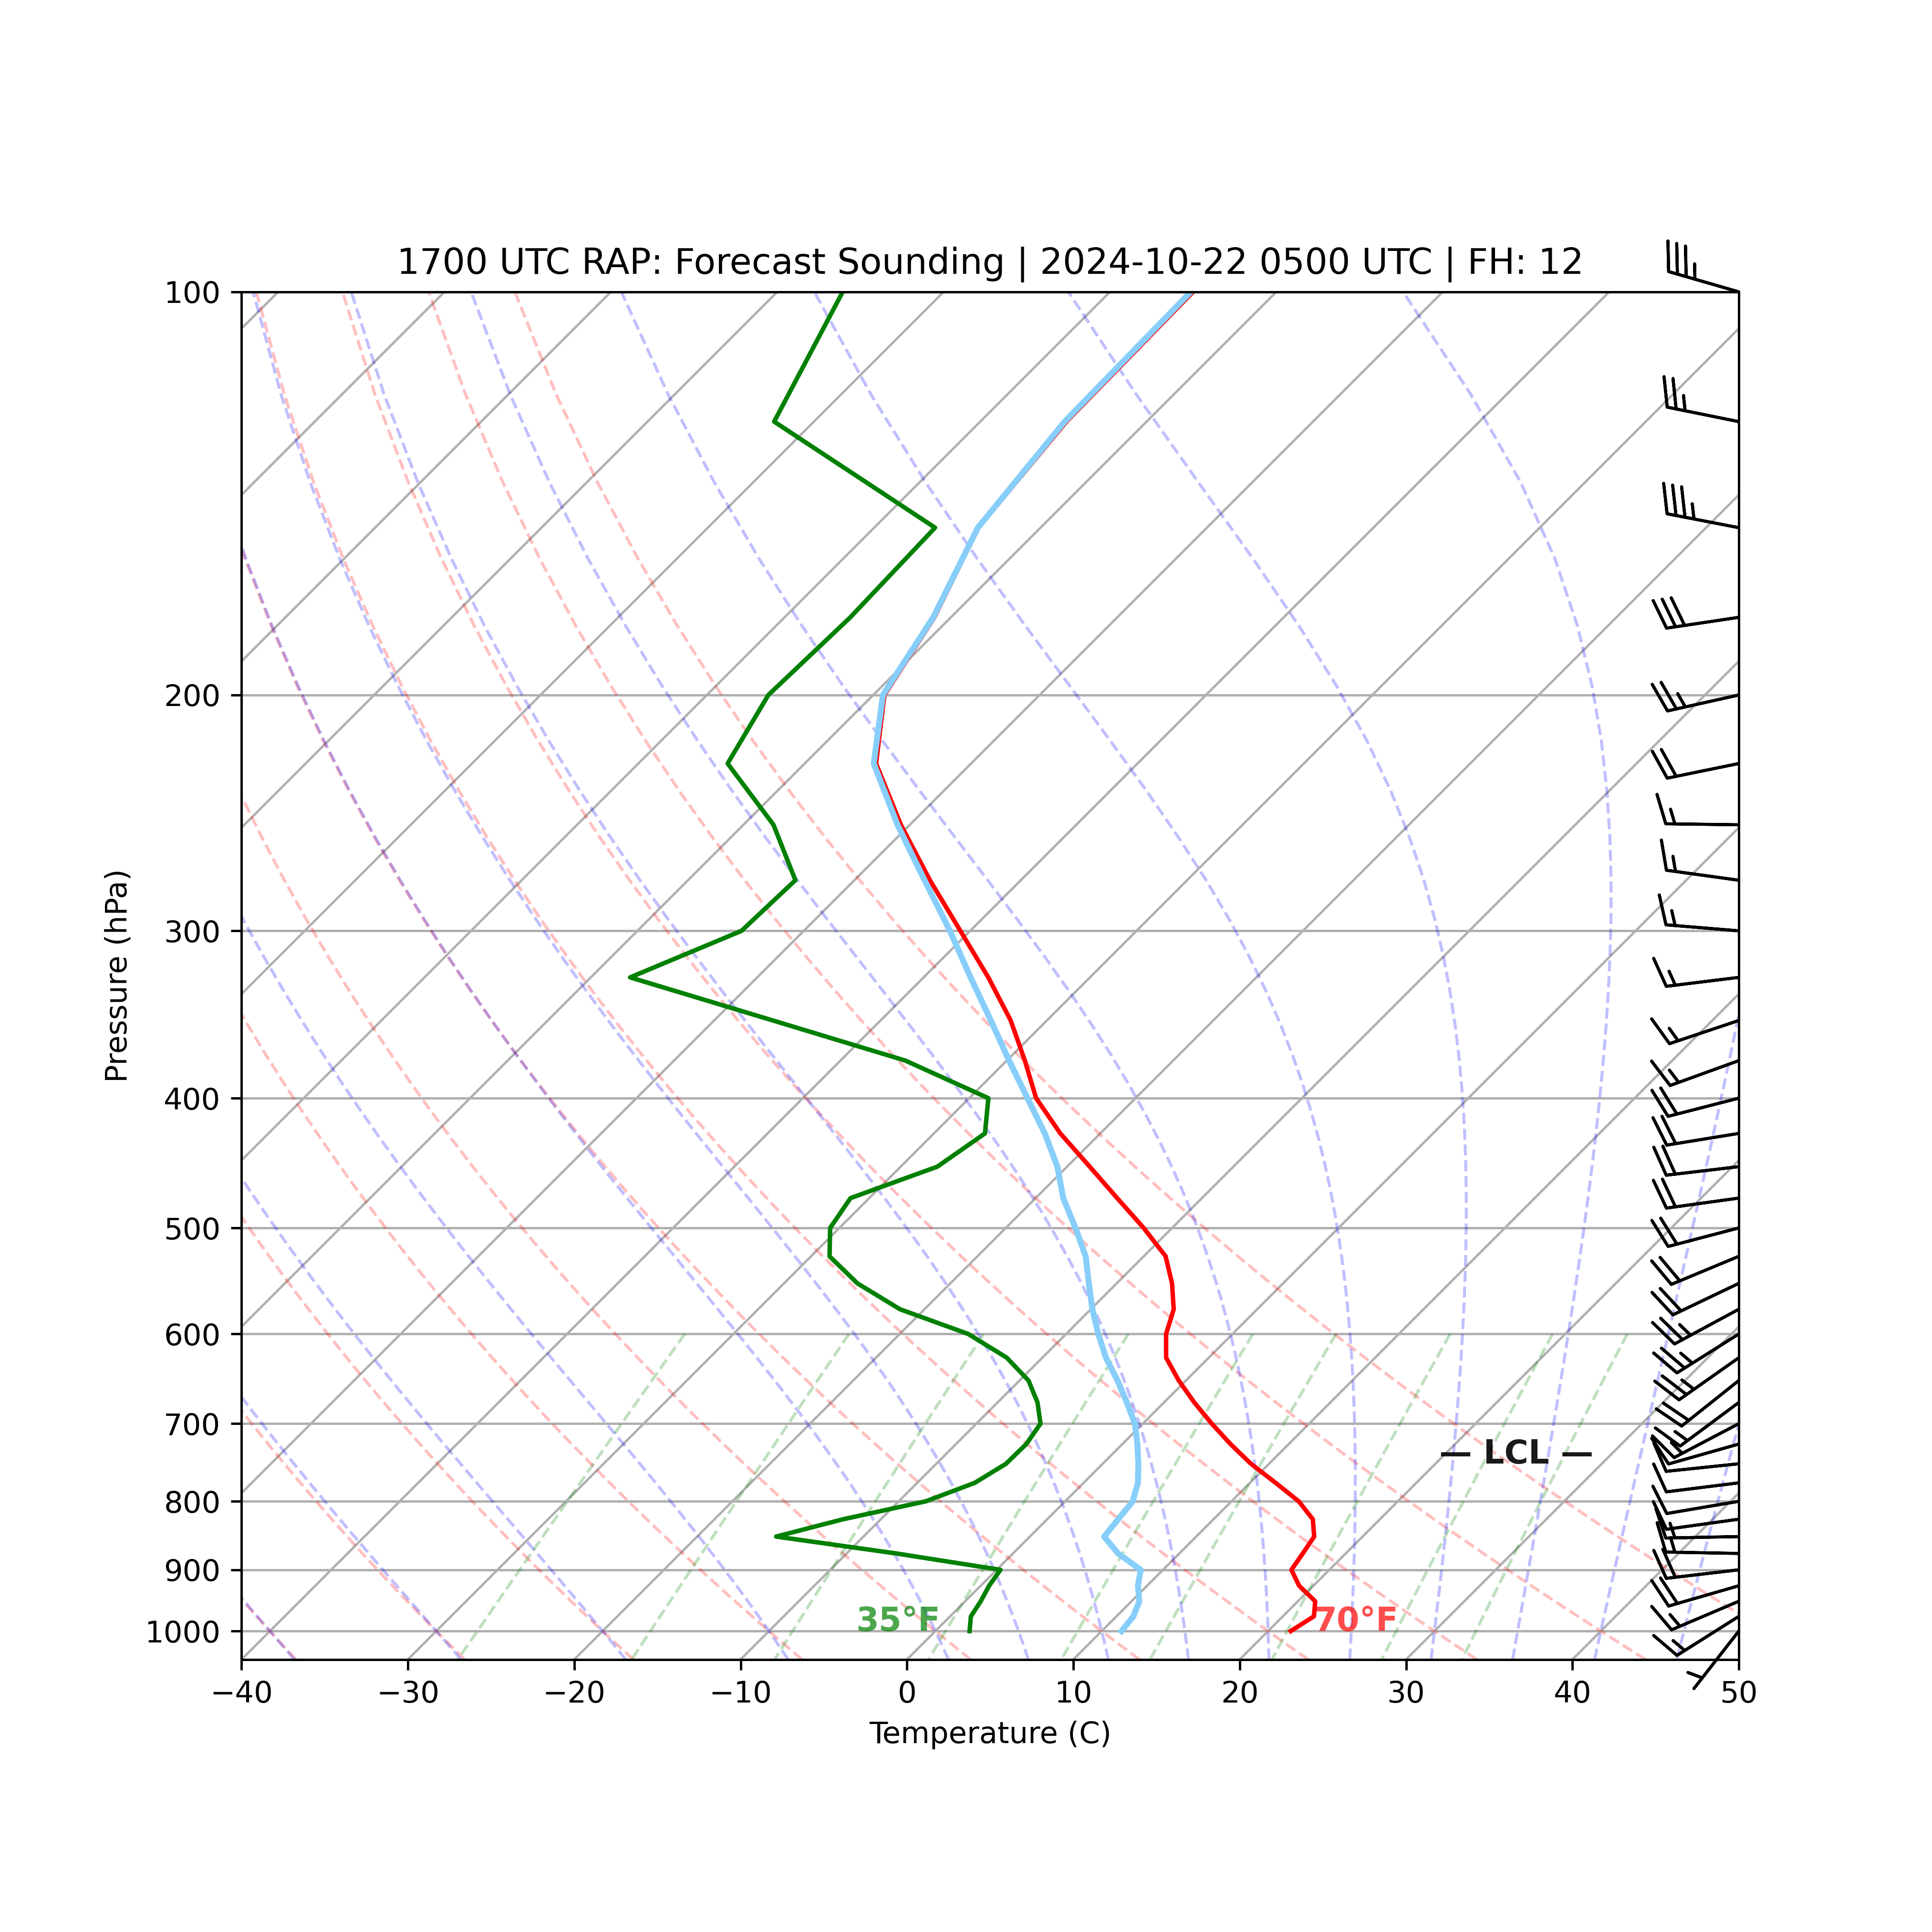 1700 UTC RAP: Forecast Sounding | 2024-10-22 0500 UTC | FH: 12
100
200
300
400
500
600
700
800
900
1000
Pressure (hPa)
— LCL —
35°F
70°F
−40 −30 −20 −10 0 10 20 30 40 50
Temperature (C)